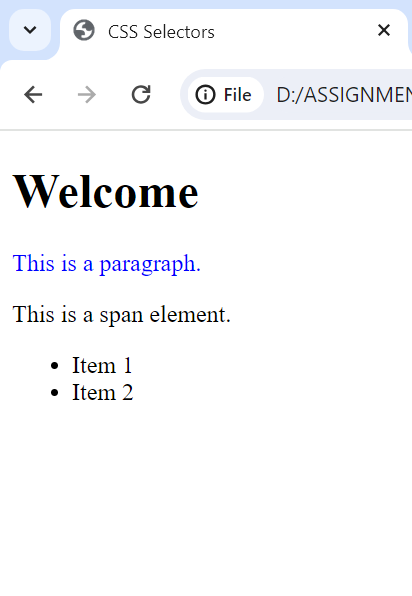 CSS Selectors
File D:/ASSIGNMEN
Welcome
This is a paragraph.
This is a span element.
Item 1
Item 2